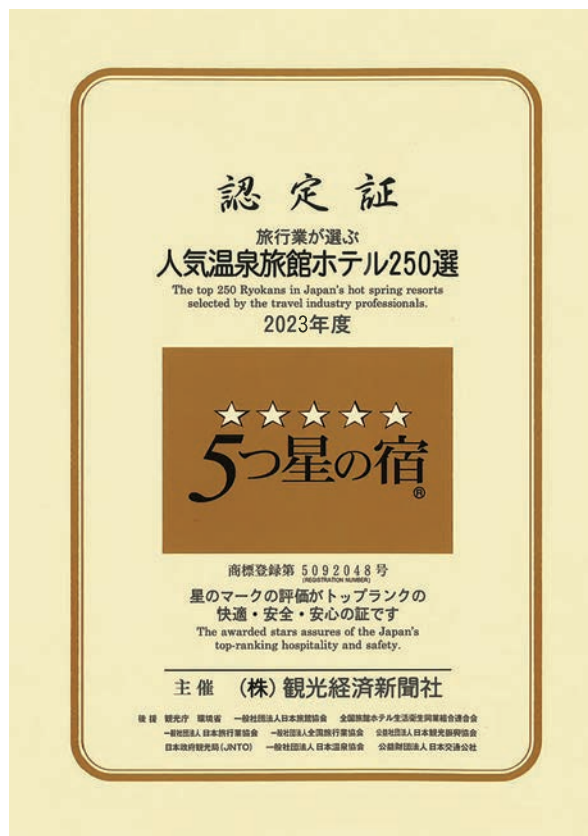 認定証
旅行業が選ぶ
人気温泉旅館ホテル250選
The top 250 Ryokans in Japan's hot spring resorts
selected by the travel industry professionals.
2023年度
5つ星の宿®
商標登録第5092048号
(REGISTRATION NUMBER)
星のマークの評価がトップランクの
快適・安全・安心の証です
The awarded stars assures of the Japan's
top-ranking hospitality and safety.
主催 (株)観光経済新聞社
後援 観光庁 環境省 一般社団法人日本旅館協会 全国旅館ホテル生活衛生同業組合連合会
一般社団法人日本旅行業協会 一般社団法人全国旅行業協会 公益社団法人日本観光振興協会
日本政府観光局(JNTO) 一般社団法人日本温泉協会 公益財団法人日本交通公社